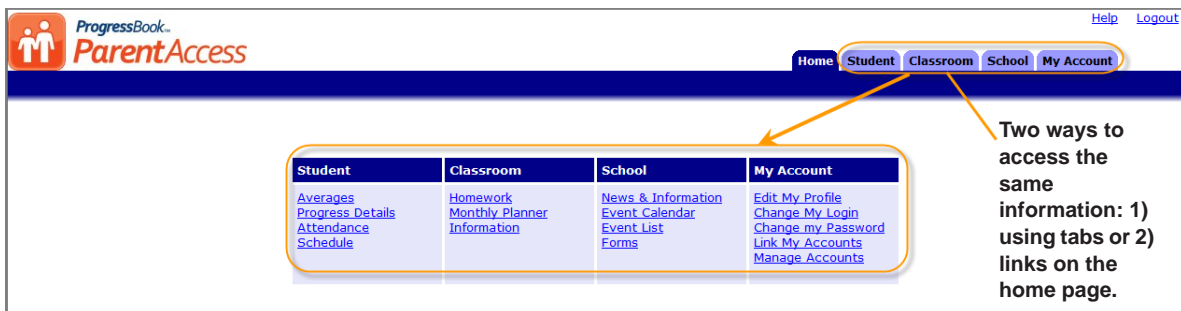 Help Logout
ProgressBook™
ParentAccess
Home Student Classroom School My Account
Two ways to
access the
same
information: 1)
using tabs or 2)
links on the
home page.
Student Classroom School My Account
Averages Homework News & Information Edit My Profile
Progress Details Monthly Planner Event Calendar Change My Login
Attendance Information Event List Change my Password
Schedule Forms Link My Accounts
Manage Accounts